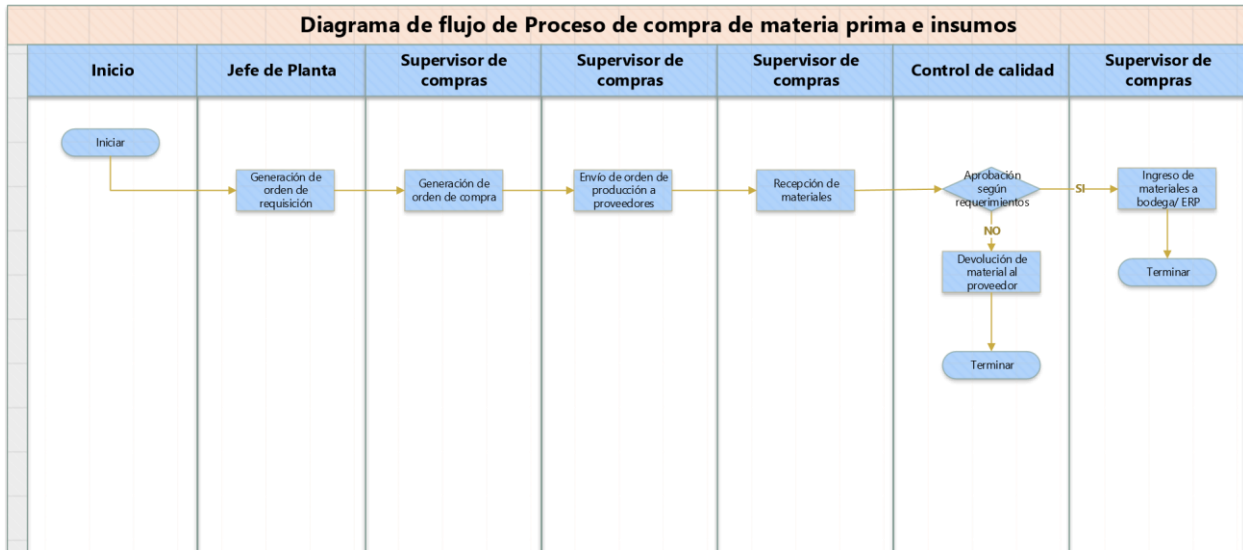 Diagrama de flujo de Proceso de compra de materia prima e insumos
Inicio
Jefe de Planta
Supervisor de
compras
Supervisor de
compras
Supervisor de
compras
Control de calidad
Supervisor de
compras
Iniciar
Generación de
orden de
requisición
Generación de
orden de compra
Envío de orden de
producción a
proveedores
Recepción de
materiales
Aprobación
según
requerimientos
SI
Ingreso de
materiales a
bodega/ ERP
NO
Devolución de
material al
proveedor
Terminar
Terminar